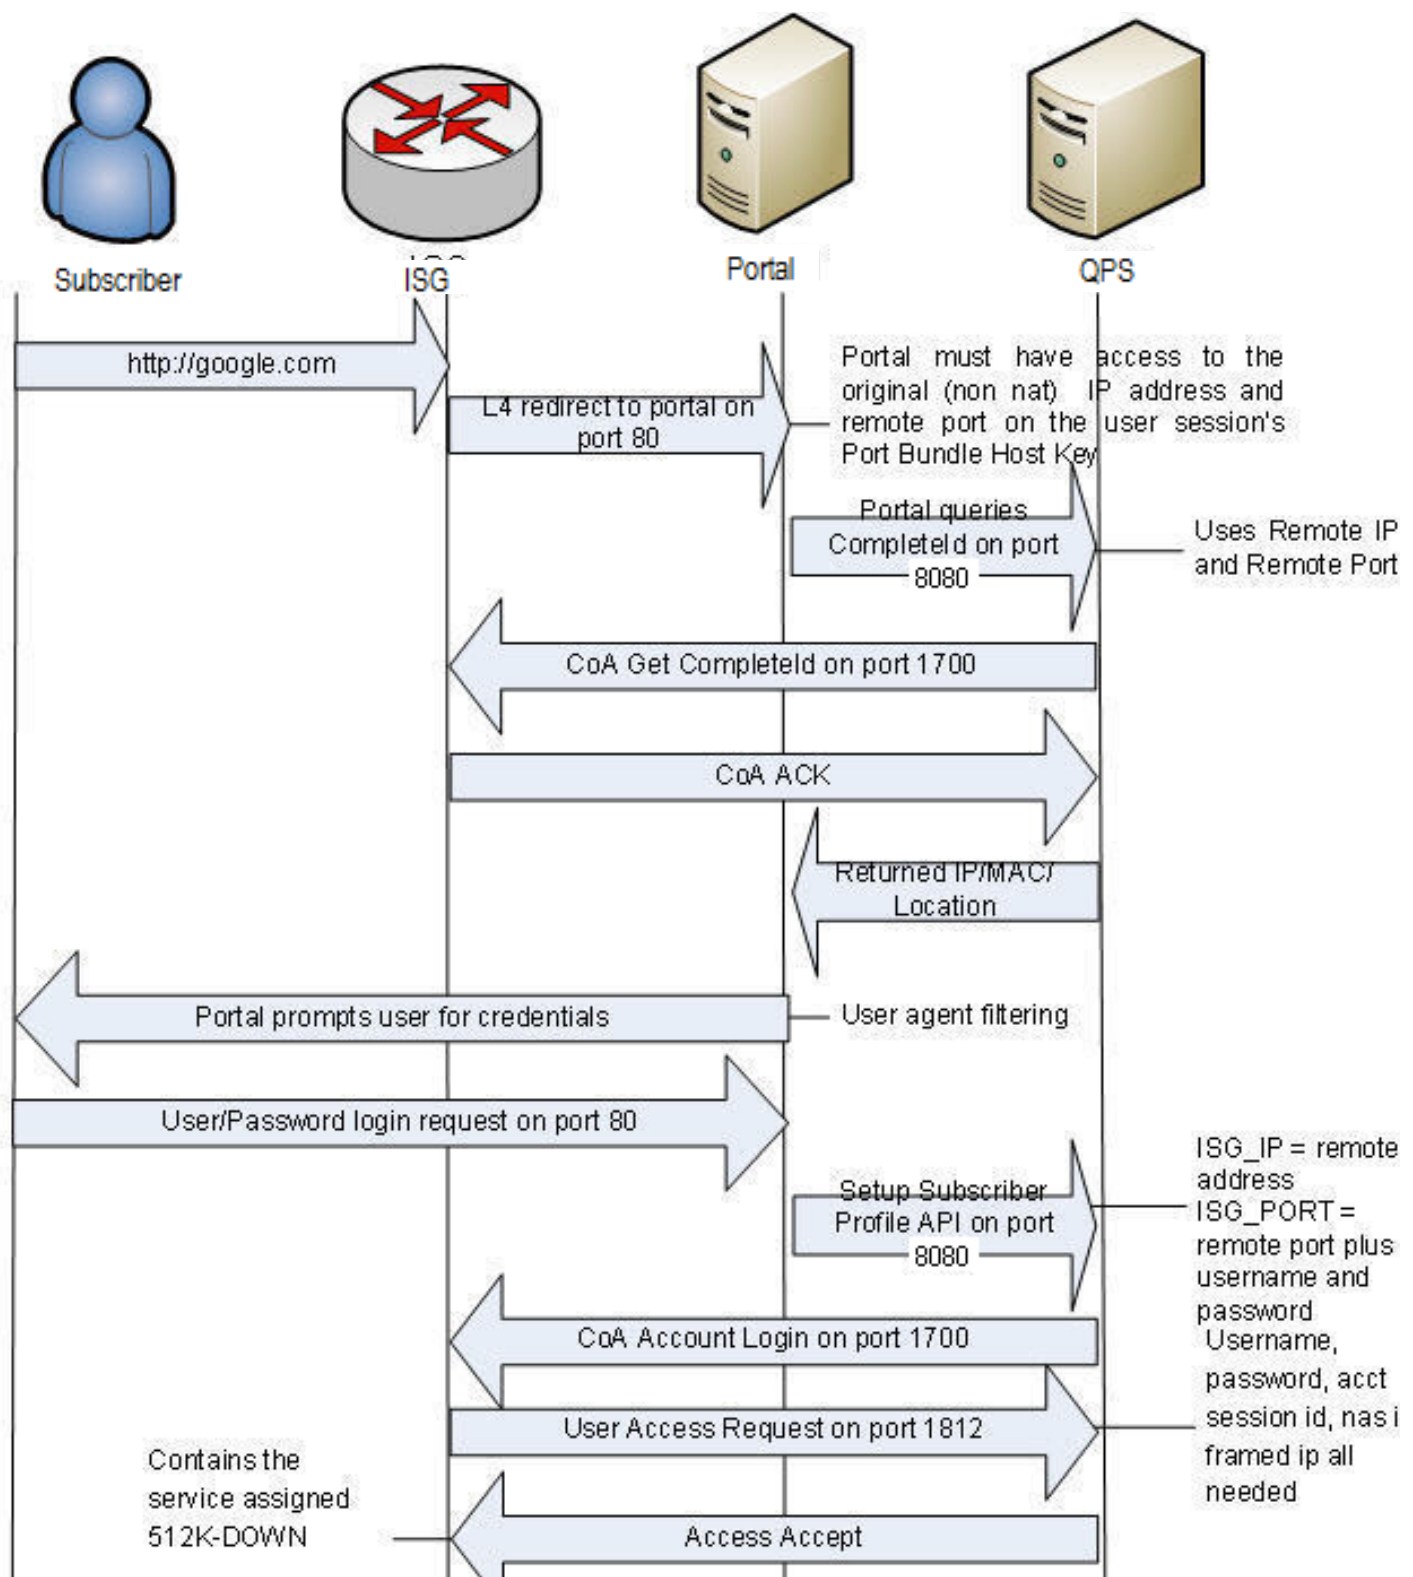 Subscriber
ISG
Portal
QPS
http://google.com
L4 redirect to portal on
port 80
Portal must have access to the
original (non nat) IP address and
remote port on the user session's
Port Bundle Host Key
Portal queries
CompleteId on port
8080
Uses Remote IP
and Remote Port
CoA Get CompleteId on port 1700
CoA ACK
Returned IP/MAC/
Location
Portal prompts user for credentials
User agent filtering
User/Password login request on port 80
Setup Subscriber
Profile API on port
8080
ISG_IP = remote
address
ISG_PORT =
remote port plus
username and
password
CoA Account Login on port 1700
Username,
password, acct
session id, nas i
framed ip all
needed
User Access Request on port 1812
Contains the
service assigned
512K-DOWN
Access Accept